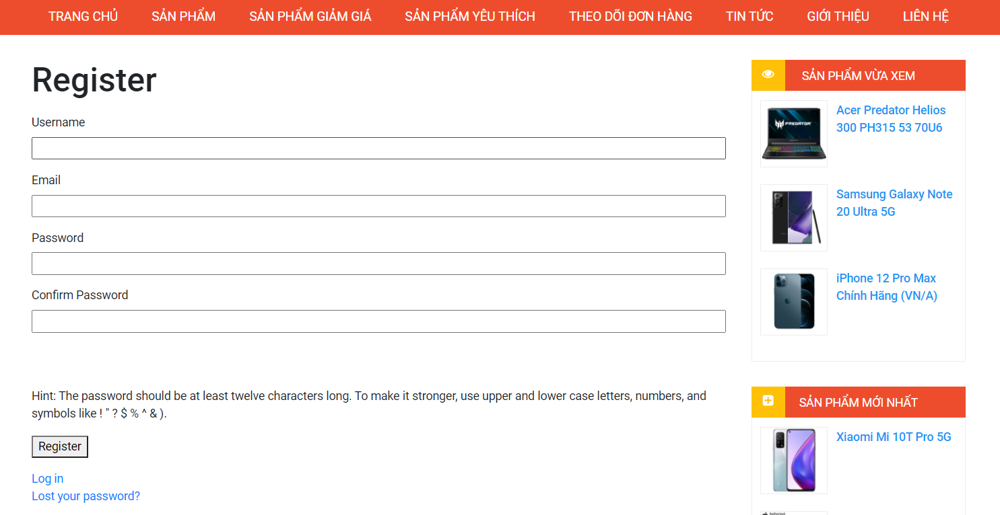 TRANG CHỦ SẢN PHẨM SẢN PHẨM GIẢM GIÁ SẢN PHẨM YÊU THÍCH THEO DÕI ĐƠN HÀNG TIN TỨC GIỚI THIỆU LIÊN HỆ
Register
Username
Email
Password
Confirm Password
Hint: The password should be at least twelve characters long. To make it stronger, use upper and lower case letters, numbers, and
symbols like ! " ? $ % ^ & ).
Register
Log in
Lost your password?
SẢN PHẨM VỪA XEM
PREDATOR
Acer Predator Helios
300 PH315 53 70U6
Samsung Galaxy Note
20 Ultra 5G
iPhone 12 Pro Max
Chính Hãng (VN/A)
SẢN PHẨM MỚI NHẤT
Xiaomi Mi 10T Pro 5G